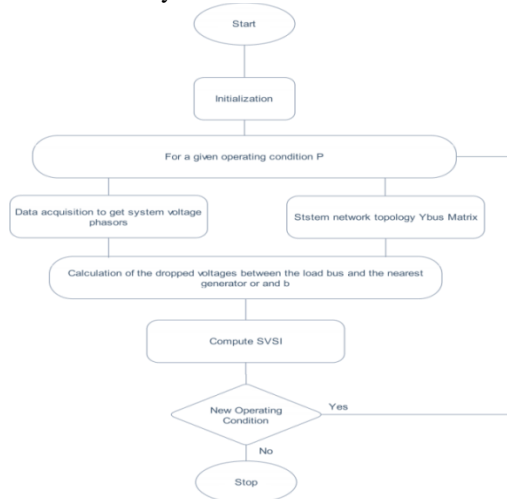 Start
Initialization
For a given operating condition P
Data acquisition to get system voltage
phasors
Ststem network topology Ybus Matrix
Calculation of the dropped voltages between the load bus and the nearest
generator or and b
Compute SVSI
New Operating
Condition
Yes
No
Stop